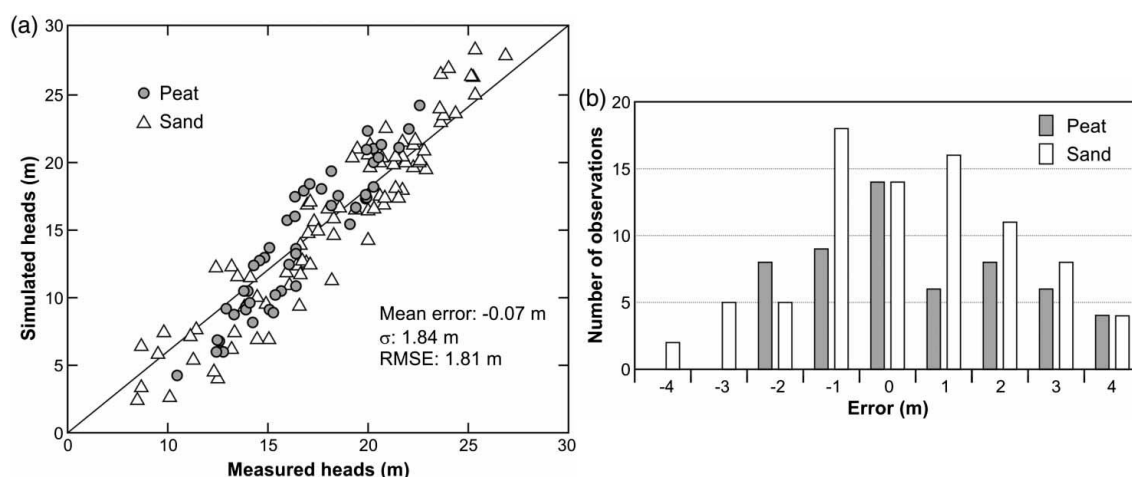 (a)
30
25
20
15
10
5
0
Simulated heads (m)
Peat
Sand
Mean error: -0.07 m
σ: 1.84 m
RMSE: 1.81 m
0 10 15 20 25 30
Measured heads (m)
(b)
20
15
10
5
0
Number of observations
Peat
Sand
-4 -3 -2 -1 0 1 2 3 4
Error (m)